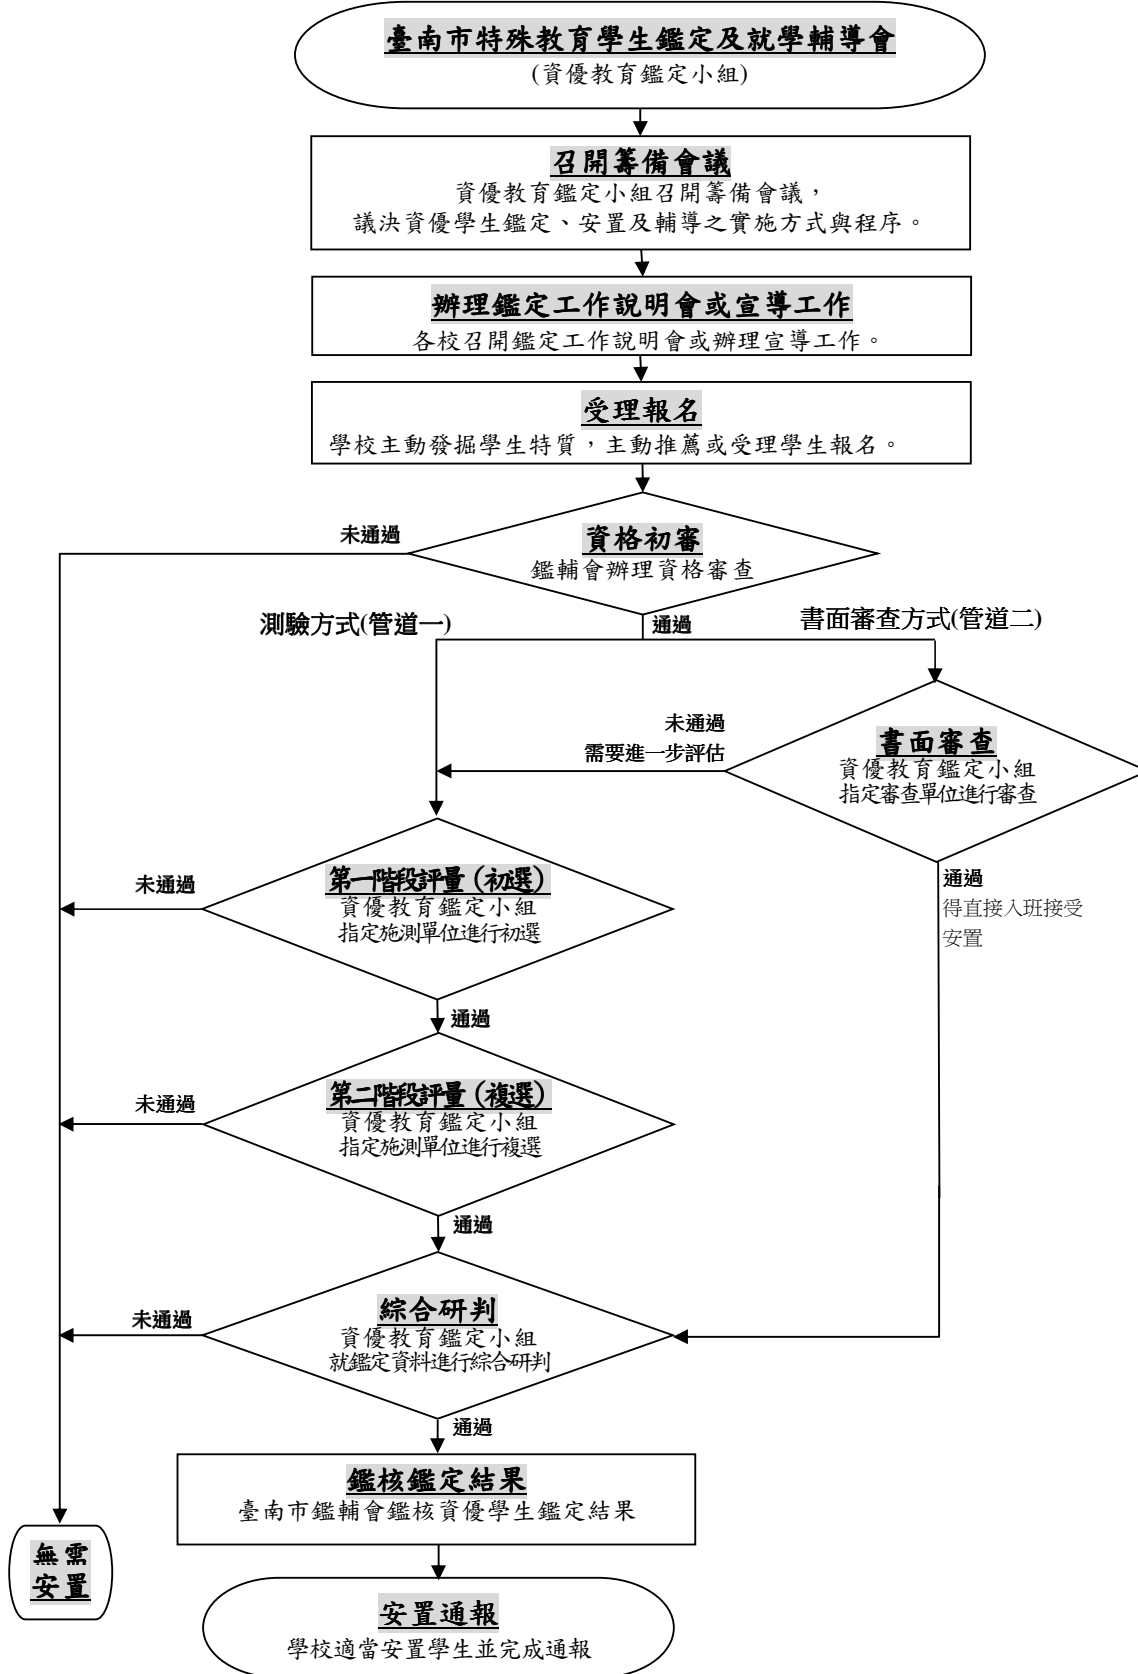 臺南市特殊教育學生鑑定及就學輔導會
(資優教育鑑定小組)
召開籌備會議
資優教育鑑定小組召開籌備會議，
議決資優學生鑑定、安置及輔導之實施方式與程序。
辦理鑑定工作說明會或宣導工作
各校召開鑑定工作說明會或辦理宣導工作。
受理報名
學校主動發掘學生特質，主動推薦或受理學生報名。
未通過
資格初審
鑑輔會辦理資格審查
測驗方式(管道一)
通過
書面審查方式(管道二)
未通過
需要進一步評估
書面審查
資優教育鑑定小組
指定審查單位進行審查
未通過
第一階段評量（初選）
資優教育鑑定小組
指定施測單位進行初選
通過
得直接入班接受
安置
通過
未通過
第二階段評量（複選）
資優教育鑑定小組
指定施測單位進行複選
通過
未通過
綜合研判
資優教育鑑定小組
就鑑定資料進行綜合研判
通過
鑑核鑑定結果
臺南市鑑輔會鑑核資優學生鑑定結果
無需
安置
安置通報
學校適當安置學生並完成通報